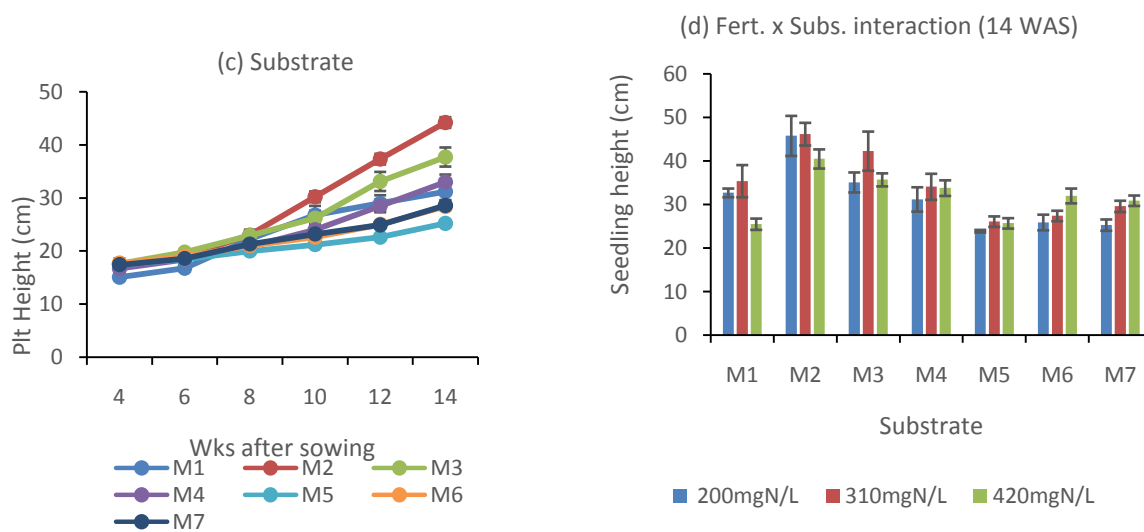 (c) Substrate
Plt Height (cm)
50
40
30
20
10
0
4 6 8 10 12 14
Wks after sowing
M1 M2 M3
M4 M5 M6
M7
(d) Fert. x Subs. interaction (14 WAS)
Seedling height (cm)
60
50
40
30
20
10
0
M1 M2 M3 M4 M5 M6 M7
Substrate
200mgN/L 310mgN/L 420mgN/L